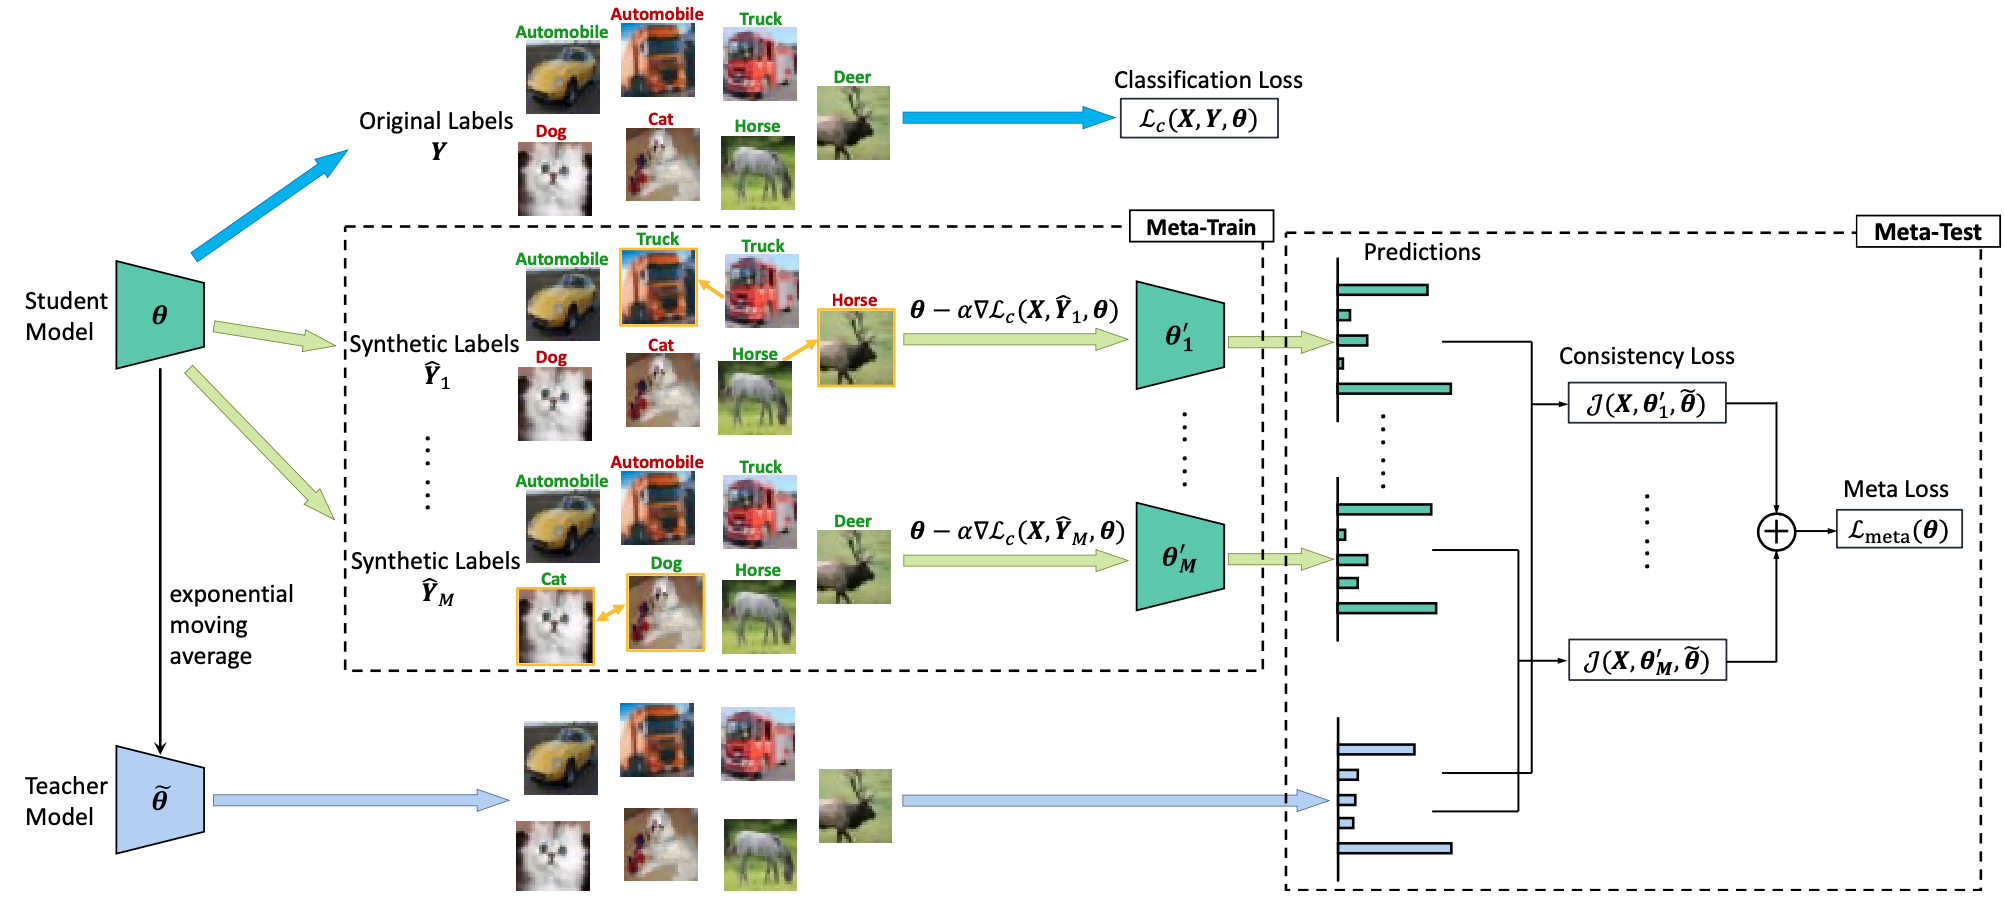 Automobile
Automobile
Truck
Deer
Classification Loss
Original Labels
Y
ℒc(X, Y, θ)
Dog
Cat
Horse
Meta-Train
Meta-Test
Student
Model
θ
Automobile
Truck
Truck
Horse
Predictions
Synthetic Labels
Ŷ1
Dog
Cat
Horse
θ − α∇ℒc(X, Ŷ1, θ)
θ′1
Consistency Loss
𝒥(X, θ′1, θ̃)
Automobile
Automobile
Truck
Deer
Synthetic Labels
ŶM
Cat
Dog
Horse
θ − α∇ℒc(X, ŶM, θ)
θ′M
Meta Loss
ℒmeta(θ)
𝒥(X, θ′M, θ̃)
exponential
moving
average
Teacher
Model
θ̃